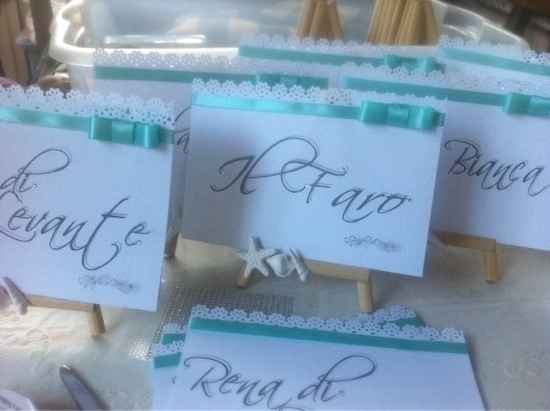 di
Levante
Il Faro
Bianca
Rena di